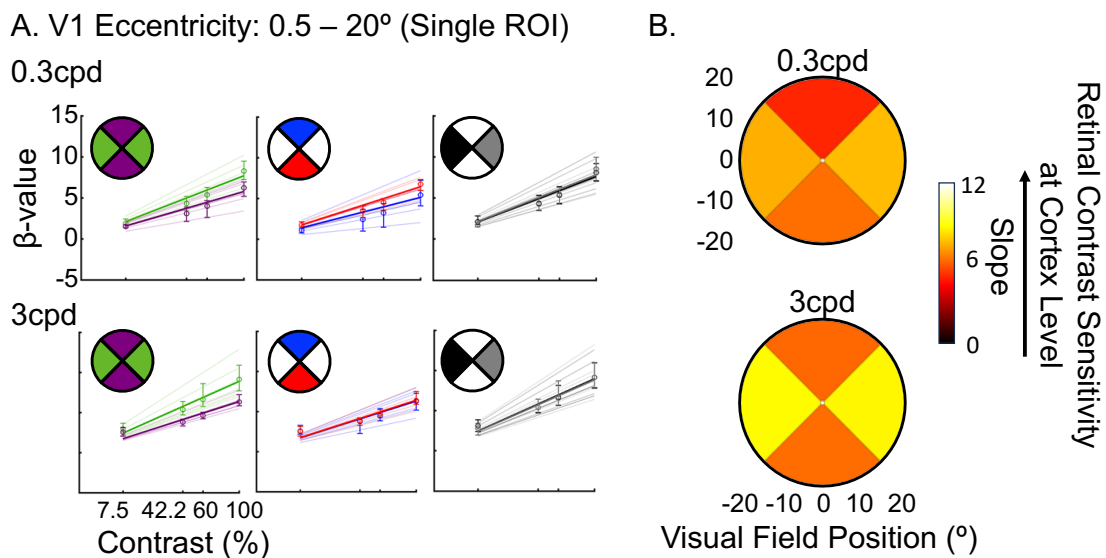 A. V1 Eccentricity: 0.5 – 20º (Single ROI)
0.3cpd
15
10
5
0
-5
β-value
3cpd
7.5 42.2 60 100
Contrast (%)
B.
0.3cpd
20
10
0
-10
-20
12
6
0
Slope
Retinal Contrast Sensitivity
at Cortex Level
3cpd
-20 -10 0 10 20
Visual Field Position (º)